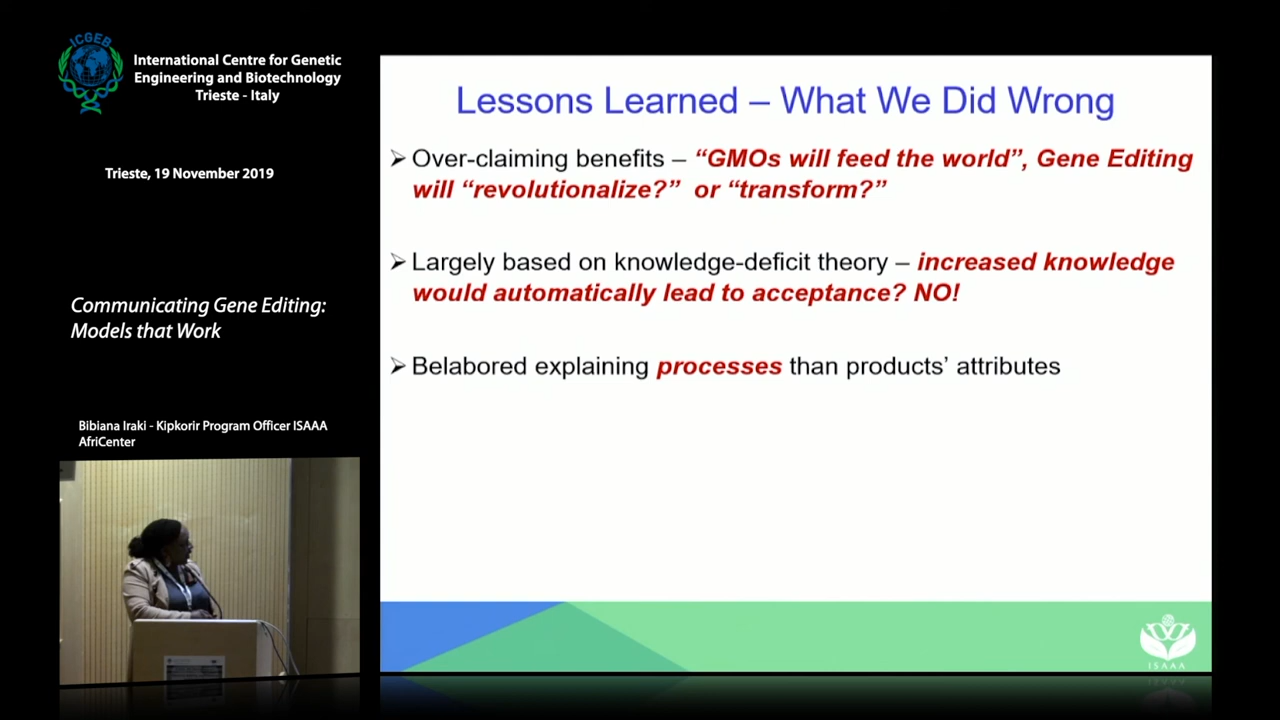 ICGEB
International Centre for Genetic
Engineering and Biotechnology
Trieste - Italy
Trieste, 19 November 2019
Communicating Gene Editing:
Models that Work
Bibiana Iraki - Kipkorir Program Officer ISAAA
AfriCenter
Lessons Learned – What We Did Wrong
➢ Over-claiming benefits – “GMOs will feed the world”, Gene Editing
will “revolutionalize?” or “transform?”
➢ Largely based on knowledge-deficit theory – increased knowledge
would automatically lead to acceptance? NO!
➢ Belabored explaining processes than products’ attributes
ISAAA